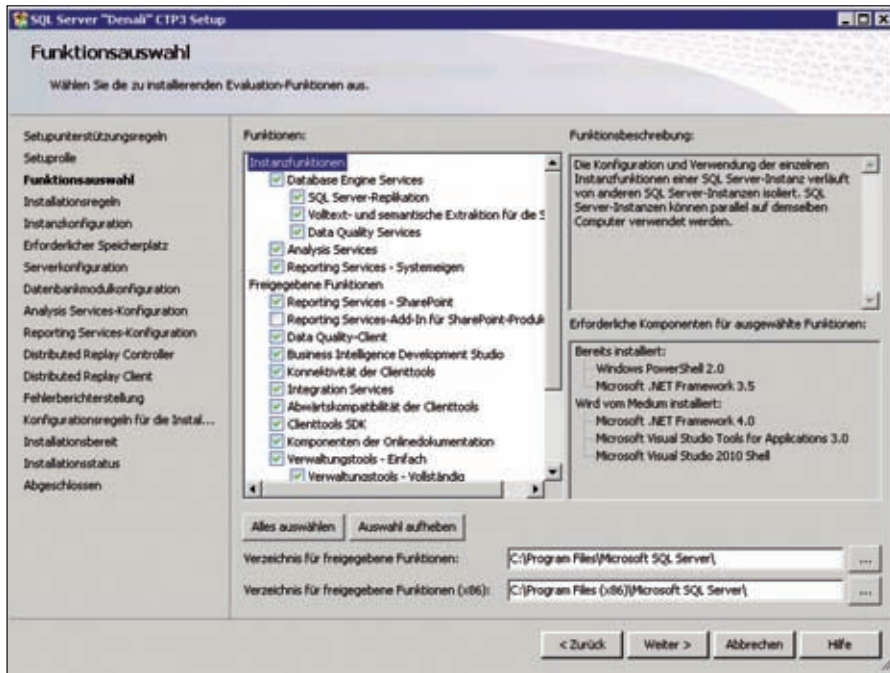 SQL Server "Denali" CTP3 Setup
Funktionsauswahl
Wählen Sie die zu installierenden Evaluation-Funktionen aus.
Setupunterstützungsregeln
Setuprolle
Funktionsauswahl
Installationsregeln
Instanzkonfiguration
Erforderlicher Speicherplatz
Serverkonfiguration
Datenbankmodulkonfiguration
Analysis Services-Konfiguration
Reporting Services-Konfiguration
Distributed Replay Controller
Distributed Replay Client
Fehlerberichterstellung
Konfigurationsregeln für die Instal...
Installationsbereit
Installationsstatus
Abgeschlossen
Funktionen:
Instanzfunktionen
Database Engine Services
SQL Server-Replikation
Volltext- und semantische Extraktion für die S
Data Quality Services
Analysis Services
Reporting Services - Systemeigen
Freigegebene Funktionen
Reporting Services - SharePoint
Reporting Services-Add-In für SharePoint-Produk
Data Quality-Client
Business Intelligence Development Studio
Konnektivität der Clienttools
Integration Services
Abwärtskompatibilität der Clienttools
Clienttools SDK
Komponenten der Onlinedokumentation
Verwaltungstools - Einfach
Verwaltungstools - Vollständig
Funktionsbeschreibung:
Die Konfiguration und Verwendung der einzelnen
Instanzfunktionen einer SQL Server-Instanz verläuft
von anderen SQL Server-Instanzen isoliert. SQL
Server-Instanzen können parallel auf demselben
Computer verwendet werden.
Erforderliche Komponenten für ausgewählte Funktionen:
Bereits installiert:
Windows PowerShell 2.0
Microsoft .NET Framework 3.5
Wird vom Medium installiert:
Microsoft .NET Framework 4.0
Microsoft Visual Studio Tools for Applications 3.0
Microsoft Visual Studio 2010 Shell
Alles auswählen
Auswahl aufheben
Verzeichnis für freigegebene Funktionen:
C:\Program Files\Microsoft SQL Server\
...
Verzeichnis für freigegebene Funktionen (x86):
C:\Program Files (x86)\Microsoft SQL Server\
...
< Zurück
Weiter >
Abbrechen
Hilfe